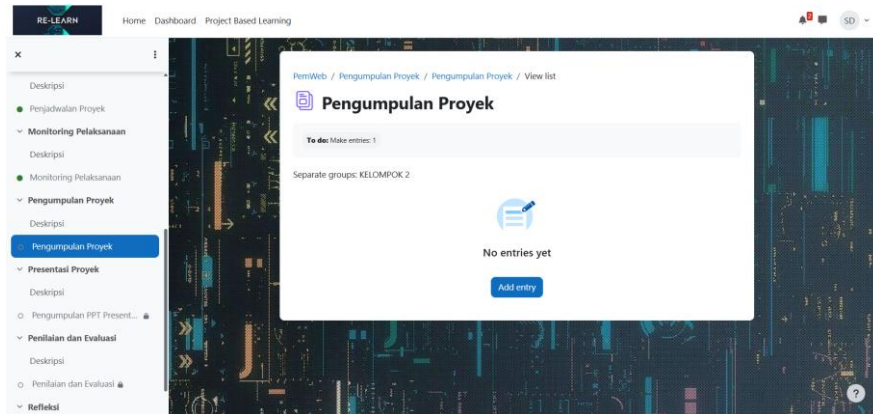 RE-LEARN
Home Dashboard Project Based Learning
2
SD
Deskripsi
Penjadwalan Proyek
Monitoring Pelaksanaan
Deskripsi
Monitoring Pelaksanaan
Pengumpulan Proyek
Deskripsi
Pengumpulan Proyek
Presentasi Proyek
Deskripsi
Pengumpulan PPT Present...
Penilaian dan Evaluasi
Deskripsi
Penilaian dan Evaluasi
Refleksi
PemWeb / Pengumpulan Proyek / Pengumpulan Proyek / View list
Pengumpulan Proyek
To do: Make entries: 1
Separate groups: KELOMPOK 2
No entries yet
Add entry
?